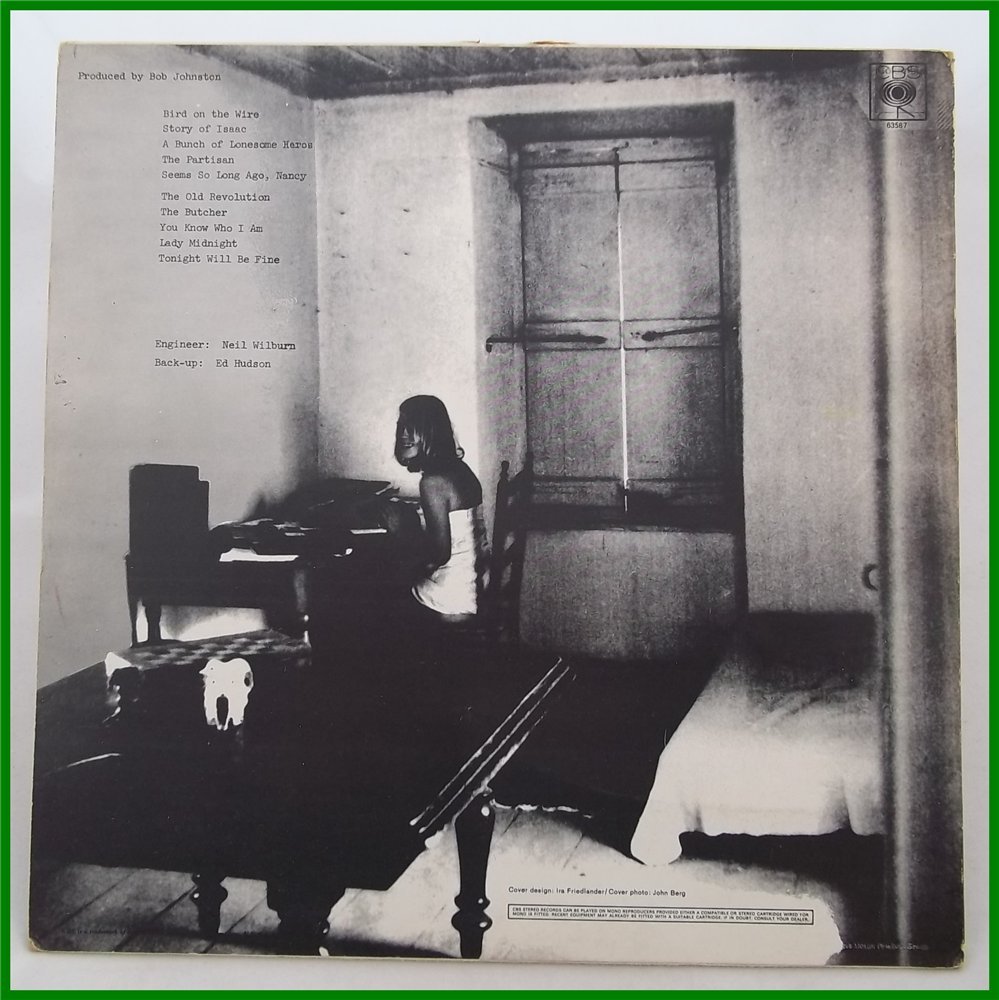 Produced by Bob Johnston
CBS
63587
Bird on the Wire
Story of Isaac
A Bunch of Lonesome Heros
The Partisan
Seems So Long Ago, Nancy
The Old Revolution
The Butcher
You Know Who I Am
Lady Midnight
Tonight Will Be Fine
Engineer: Neil Wilburn
Back-up: Ed Hudson
Cover design: Ira Friedlander/Cover photo: John Berg
CBS STEREO RECORDS CAN BE PLAYED ON MONO REPRODUCERS PROVIDED EITHER A COMPATIBLE OR STEREO CARTRIDGE WIRED FOR
MONO IS FITTED. RECENT EQUIPMENT MAY ALREADY BE FITTED WITH A SUITABLE CARTRIDGE. IF IN DOUBT, CONSULT YOUR DEALER.